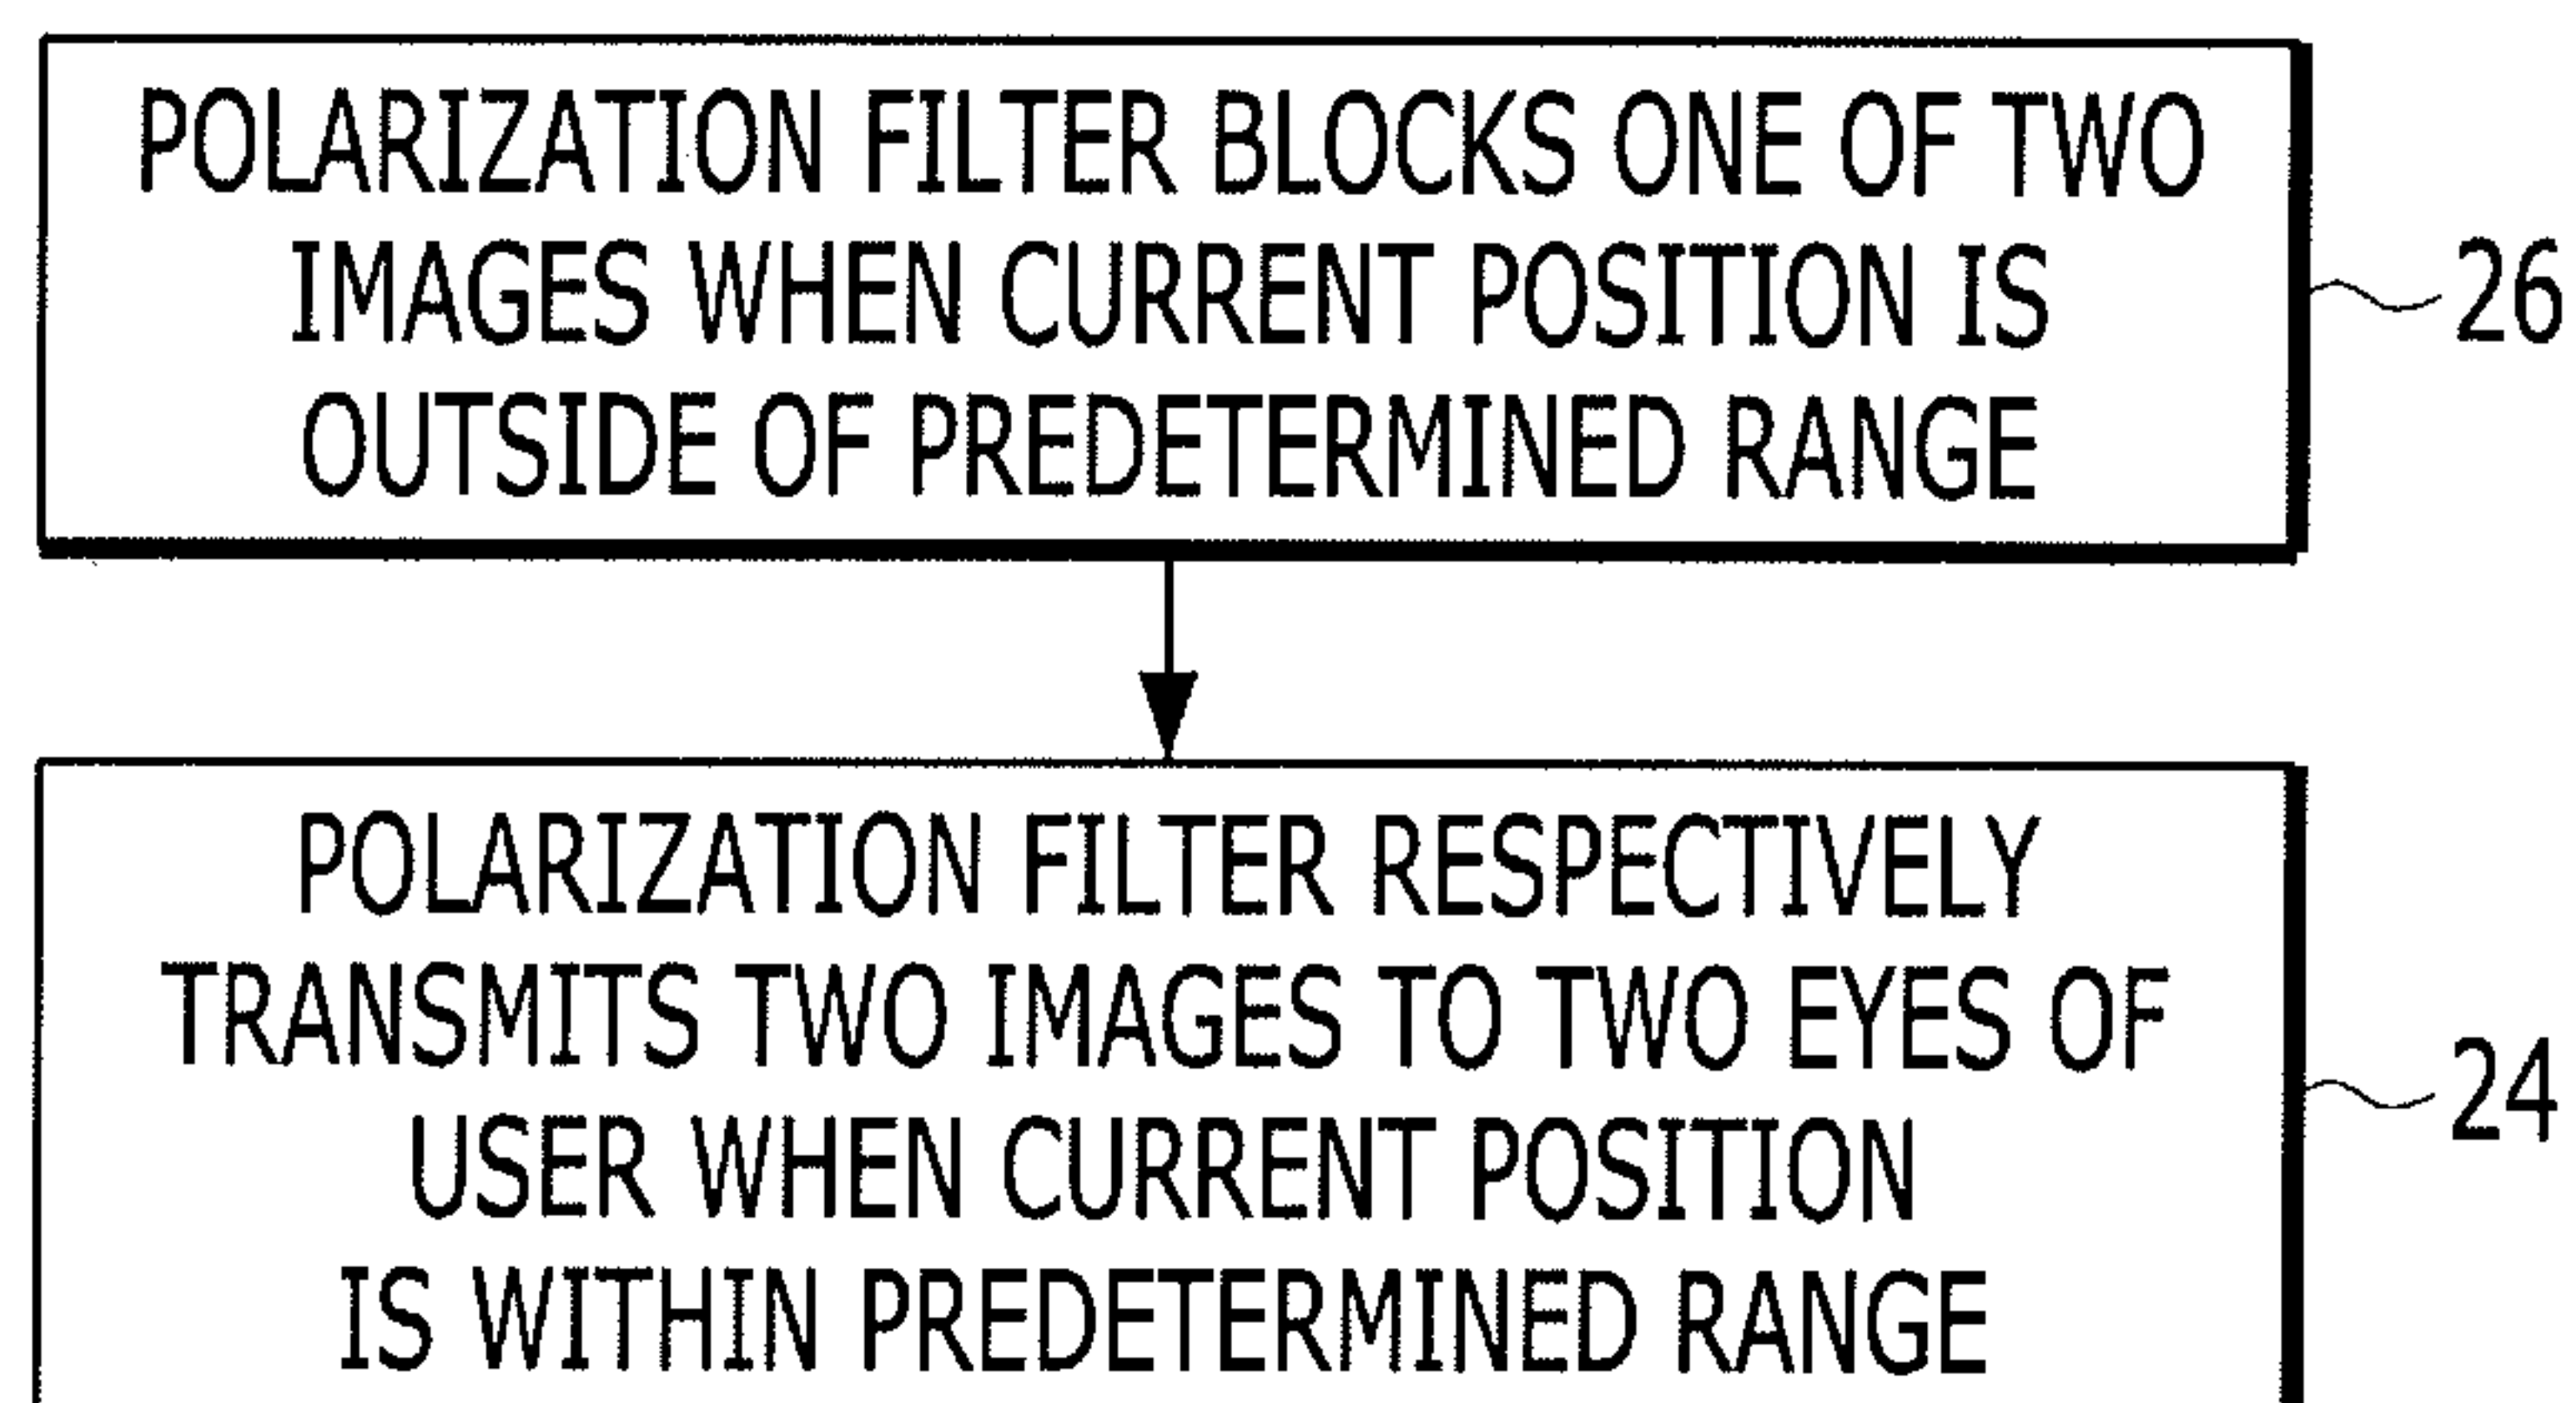 POLARIZATION FILTER BLOCKS ONE OF TWO
IMAGES WHEN CURRENT POSITION IS
OUTSIDE OF PREDETERMINED RANGE
26
POLARIZATION FILTER RESPECTIVELY
TRANSMITS TWO IMAGES TO TWO EYES OF
USER WHEN CURRENT POSITION
IS WITHIN PREDETERMINED RANGE
24